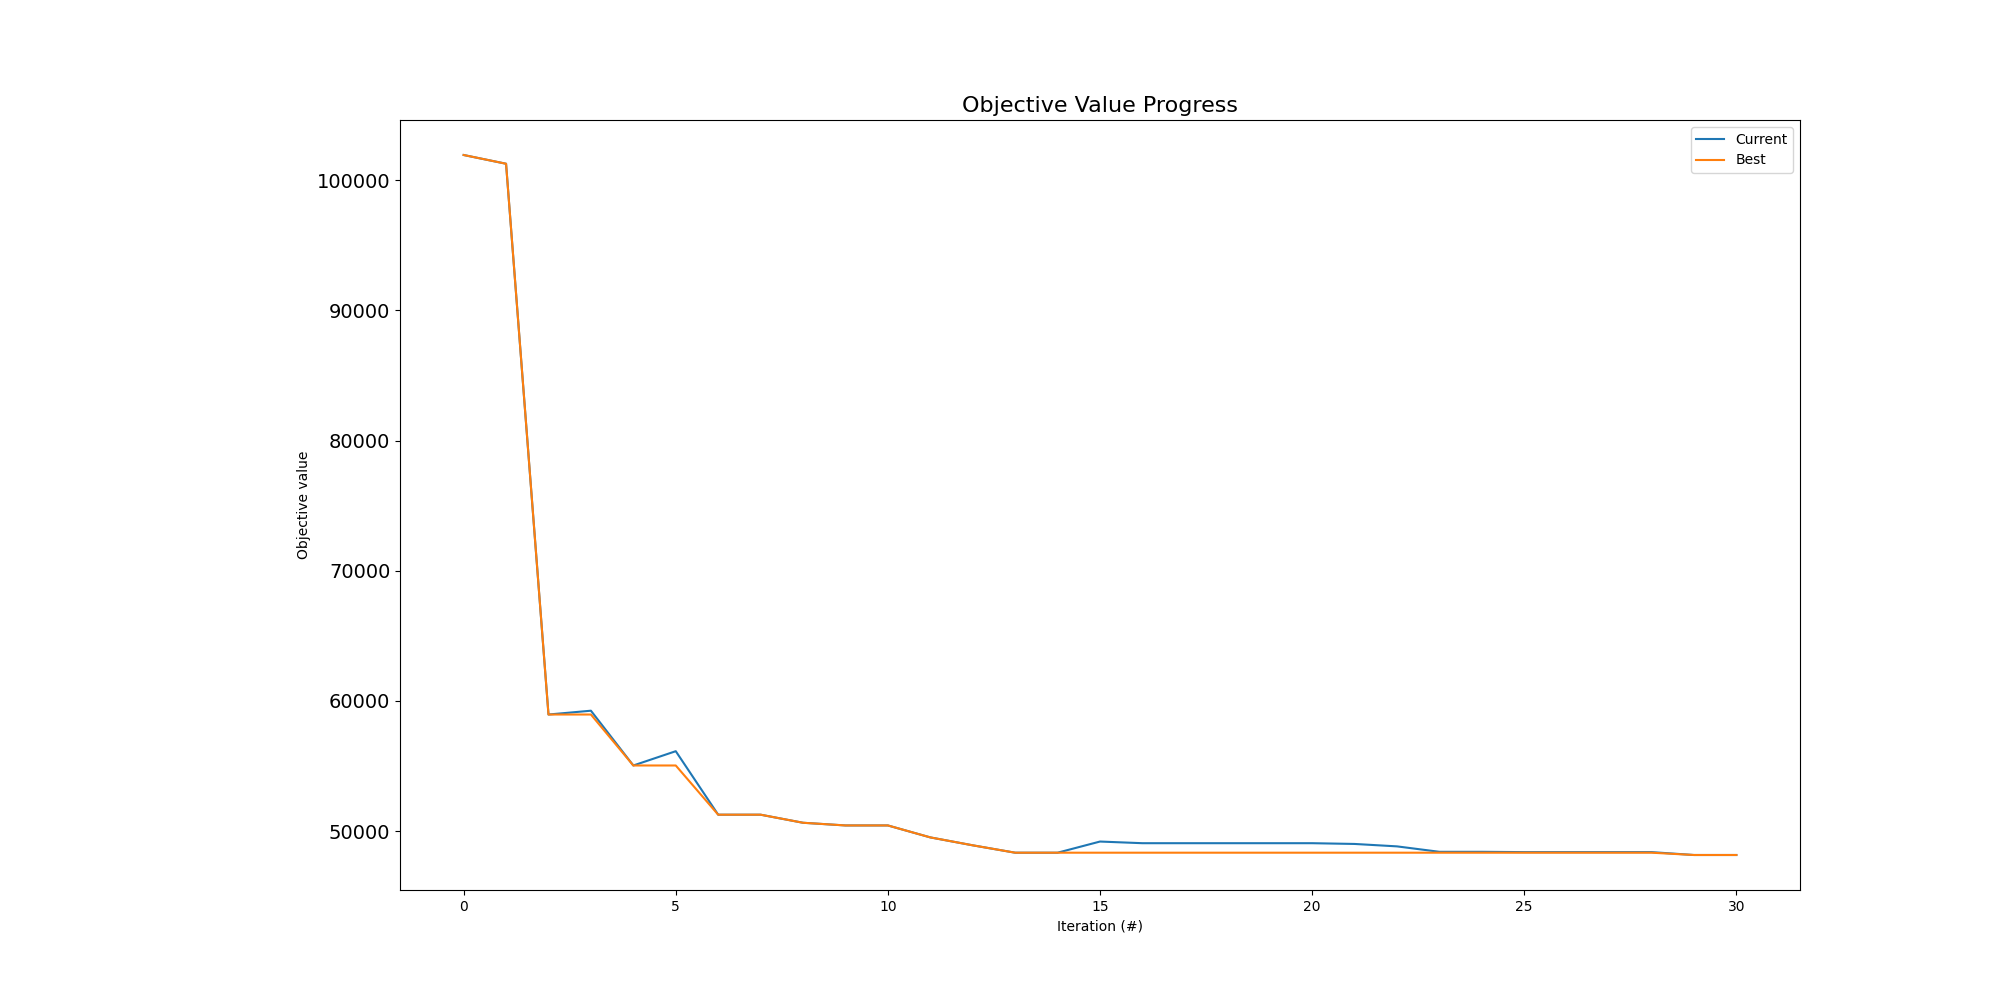 Objective Value Progress
Current
Best
100000
90000
80000
70000
60000
50000
Objective value
0 5 10 15 20 25 30
Iteration (#)